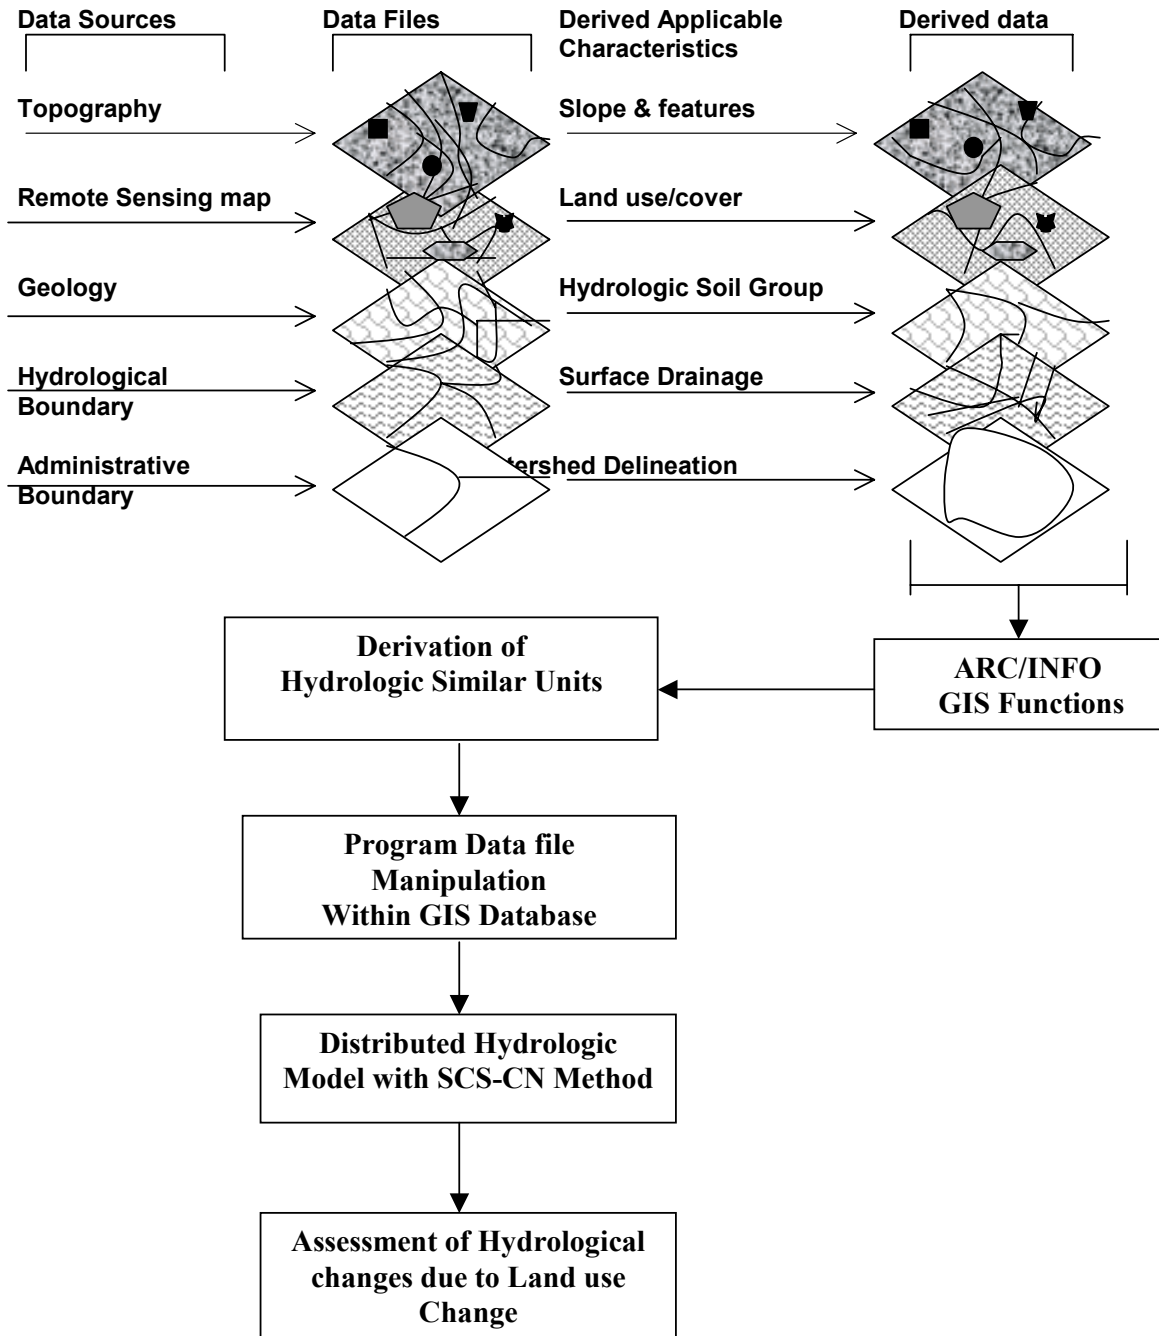 Data Sources
Data Files
Derived Applicable
Characteristics
Derived data
Topography
Slope & features
Remote Sensing map
Land use/cover
Geology
Hydrologic Soil Group
Hydrological
Boundary
Surface Drainage
Administrative
Boundary
tershed Delineation
ARC/INFO
GIS Functions
Derivation of
Hydrologic Similar Units
Program Data file
Manipulation
Within GIS Database
Distributed Hydrologic
Model with SCS-CN Method
Assessment of Hydrological
changes due to Land use
Change